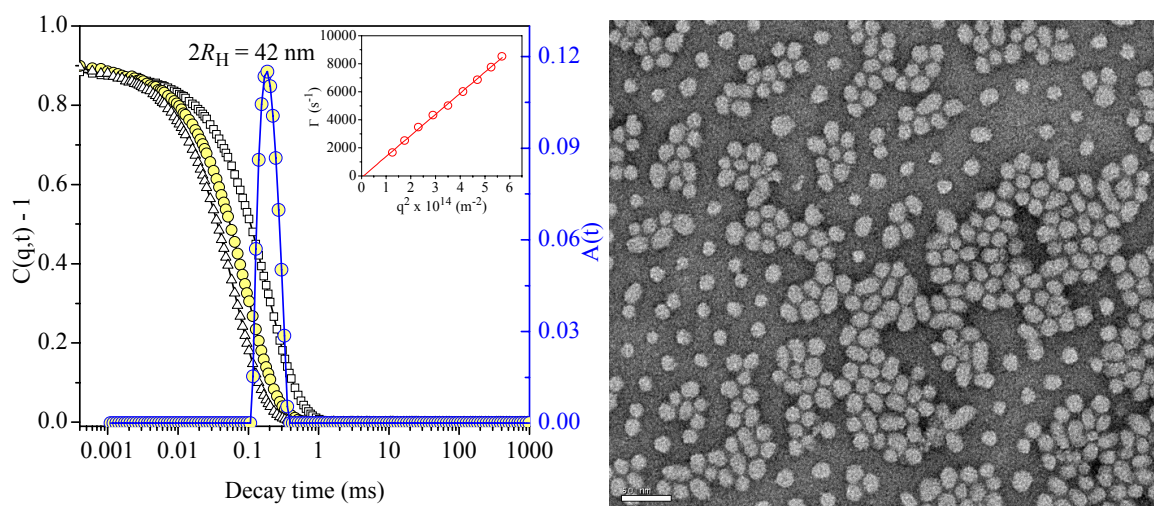 1.0
0.8
0.6
0.4
0.2
0.0
C(q,t) - 1
0.001 0.01 0.1 1 10 100 1000
Decay time (ms)
2R_H = 42 nm
10000
8000
6000
4000
2000
0
Γ (s⁻¹)
0 1 2 3 4 5 6
q² x 10¹⁴ (m⁻²)
0.12
0.09
0.06
0.03
0.00
A(t)
50 nm